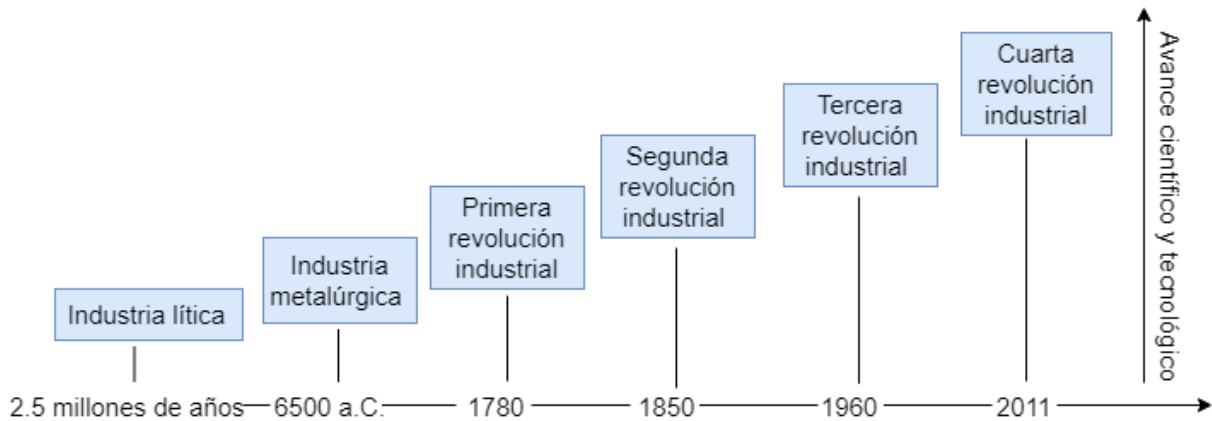 Cuarta
revolución
industrial
Tercera
revolución
industrial
Segunda
revolución
industrial
Primera
revolución
industrial
Industria
metalúrgica
Industria lítica
2.5 millones de años
6500 a.C.
1780
1850
1960
2011
Avance científico y tecnológico